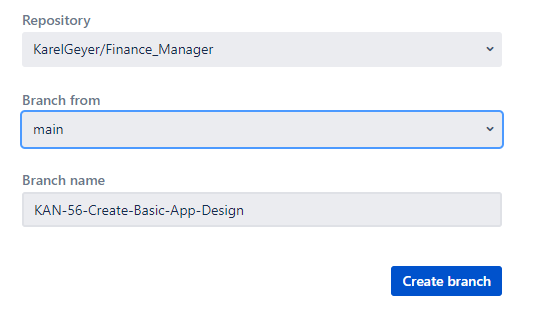 Repository
KarelGeyer/Finance_Manager
Branch from
main
Branch name
KAN-56-Create-Basic-App-Design
Create branch